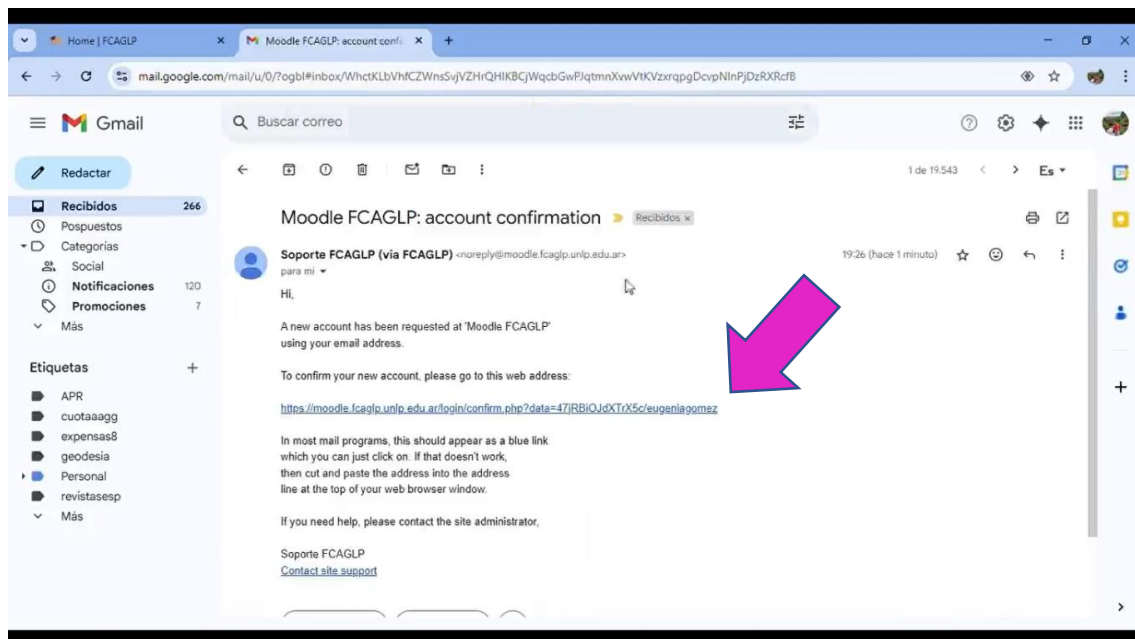 Home | FCAGLP
Moodle FCAGLP: account confi
mail.google.com/mail/u/0/?ogbl#inbox/WhctKLbVhfCZWnsSvjVZHrQHlKBCjWqcbGwPJqtmnXvwVtKVzxrqpgDcvpNlnPjDzRXRcfB
Gmail
Buscar correo
Redactar
1 de 19.543
Es
Recibidos 266
Pospuestos
Categorías
Social
Notificaciones 120
Promociones 7
Más
Etiquetas
APR
cuotaaagg
expensas8
geodesia
Personal
revistasesp
Más
Moodle FCAGLP: account confirmation
Recibidos x
Soporte FCAGLP (via FCAGLP) <noreply@moodle.fcaglp.unlp.edu.ar>
19:26 (hace 1 minuto)
para mí
Hi,
A new account has been requested at 'Moodle FCAGLP'
using your email address.
To confirm your new account, please go to this web address:
https://moodle.fcaglp.unlp.edu.ar/login/confirm.php?data=47jRBiOJdXTrX5c/eugeniagomez
In most mail programs, this should appear as a blue link
which you can just click on. If that doesn't work,
then cut and paste the address into the address
line at the top of your web browser window.
If you need help, please contact the site administrator,
Soporte FCAGLP
Contact site support